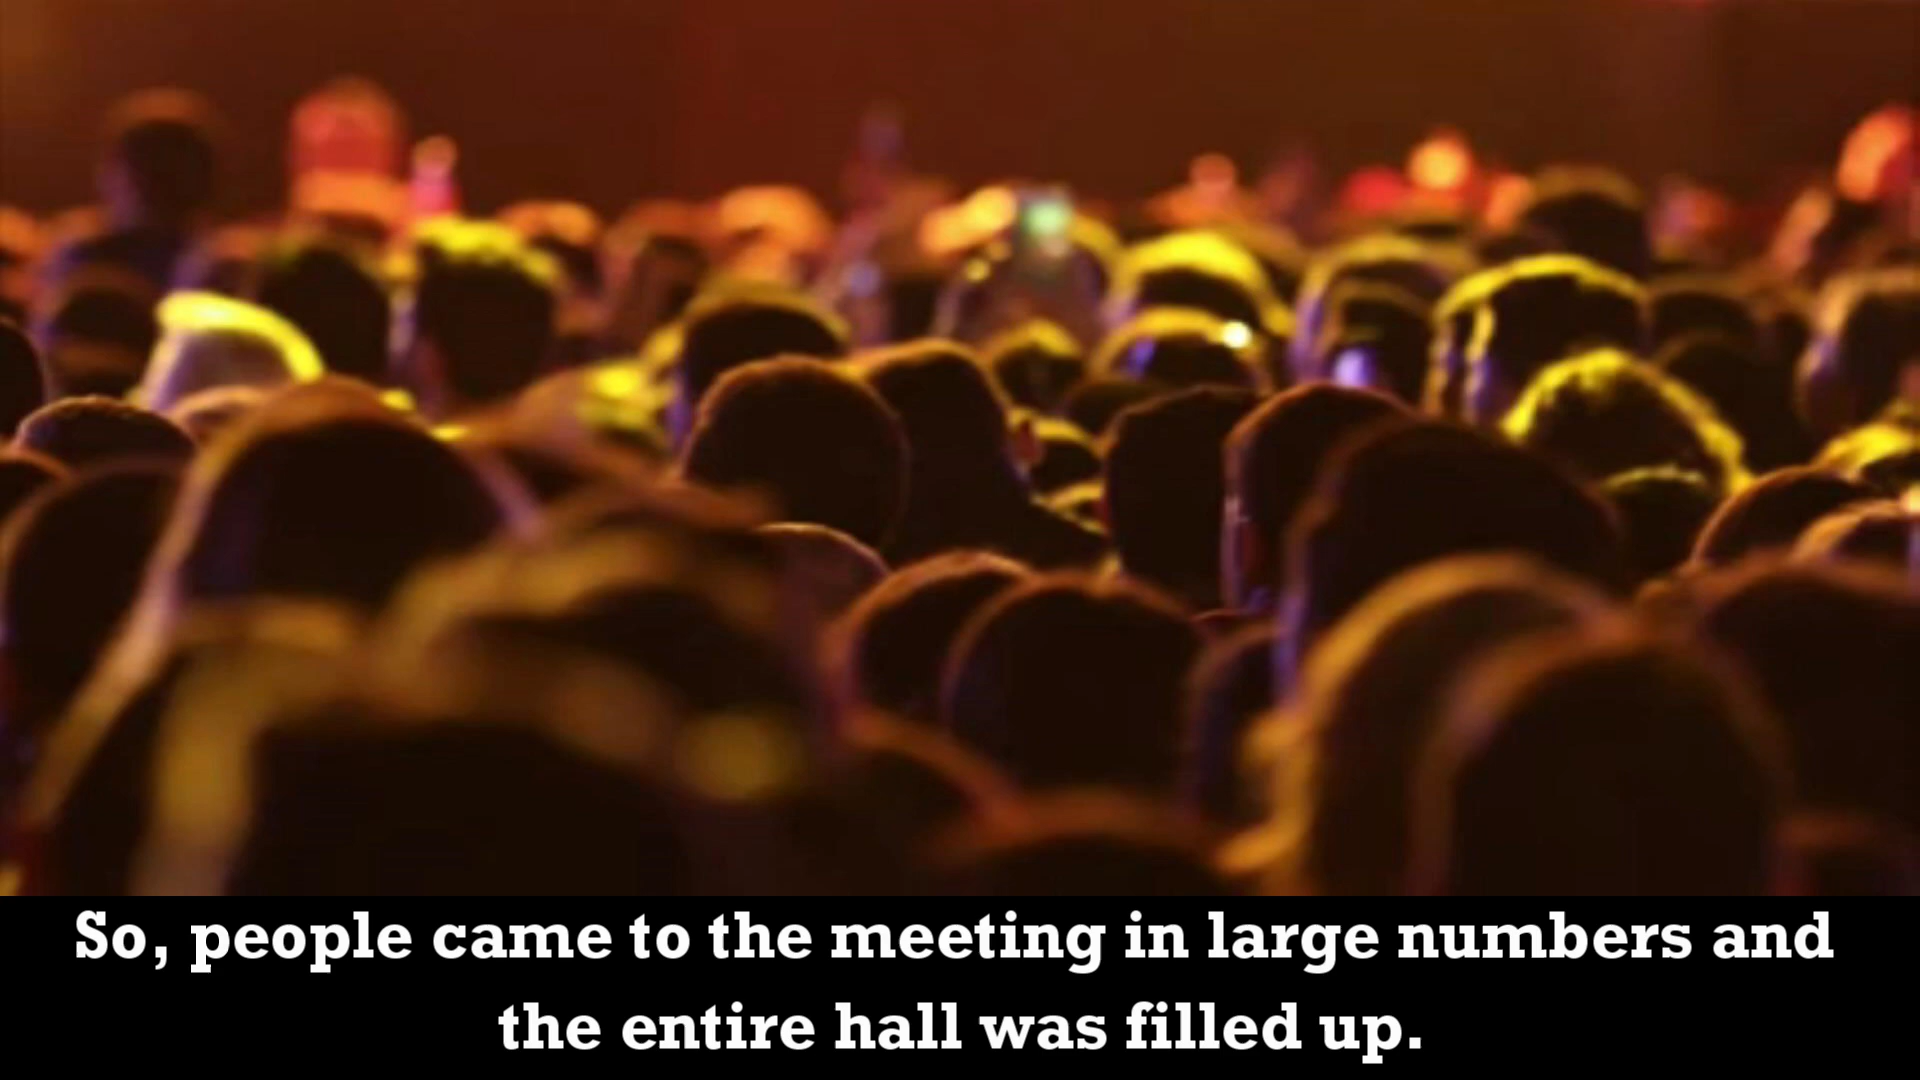 So, people came to the meeting in large numbers and
the entire hall was filled up.